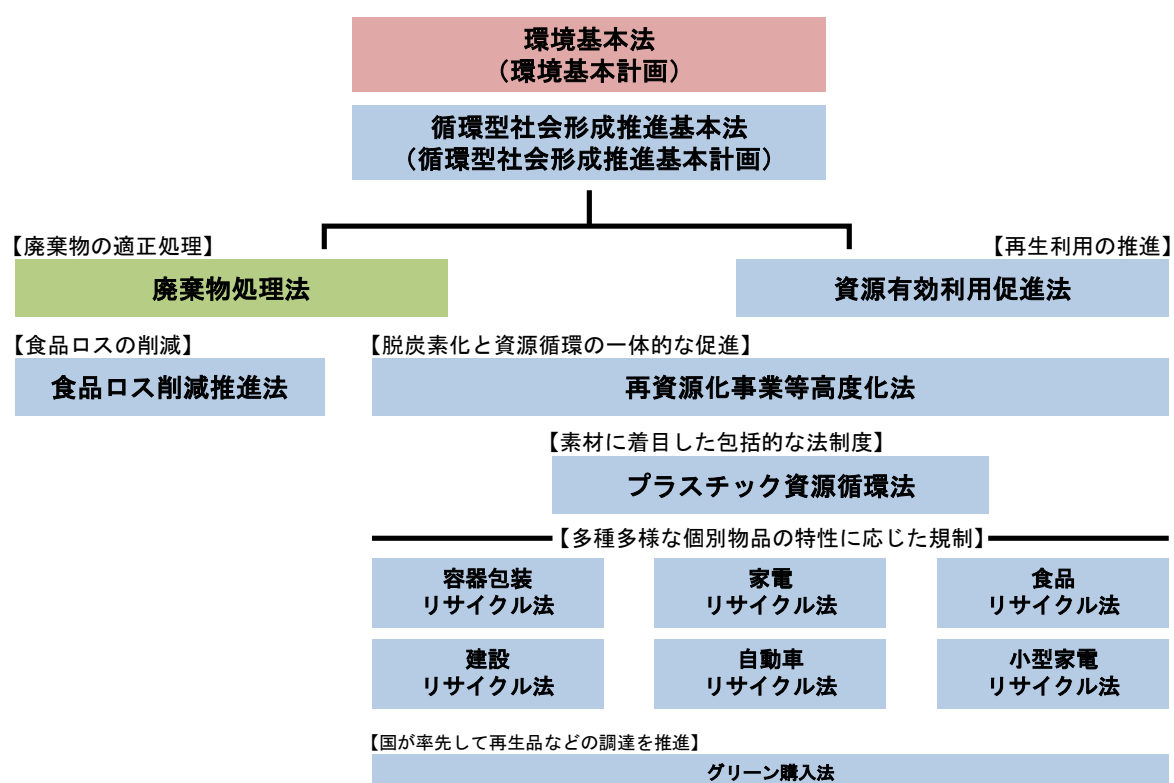 環境基本法
（環境基本計画）
循環型社会形成推進基本法
（循環型社会形成推進基本計画）
【廃棄物の適正処理】
【再生利用の推進】
廃棄物処理法
資源有効利用促進法
【食品ロスの削減】
【脱炭素化と資源循環の一体的な促進】
食品ロス削減推進法
再資源化事業等高度化法
【素材に着目した包括的な法制度】
プラスチック資源循環法
【多種多様な個別物品の特性に応じた規制】
容器包装
リサイクル法
家電
リサイクル法
食品
リサイクル法
建設
リサイクル法
自動車
リサイクル法
小型家電
リサイクル法
【国が率先して再生品などの調達を推進】
グリーン購入法